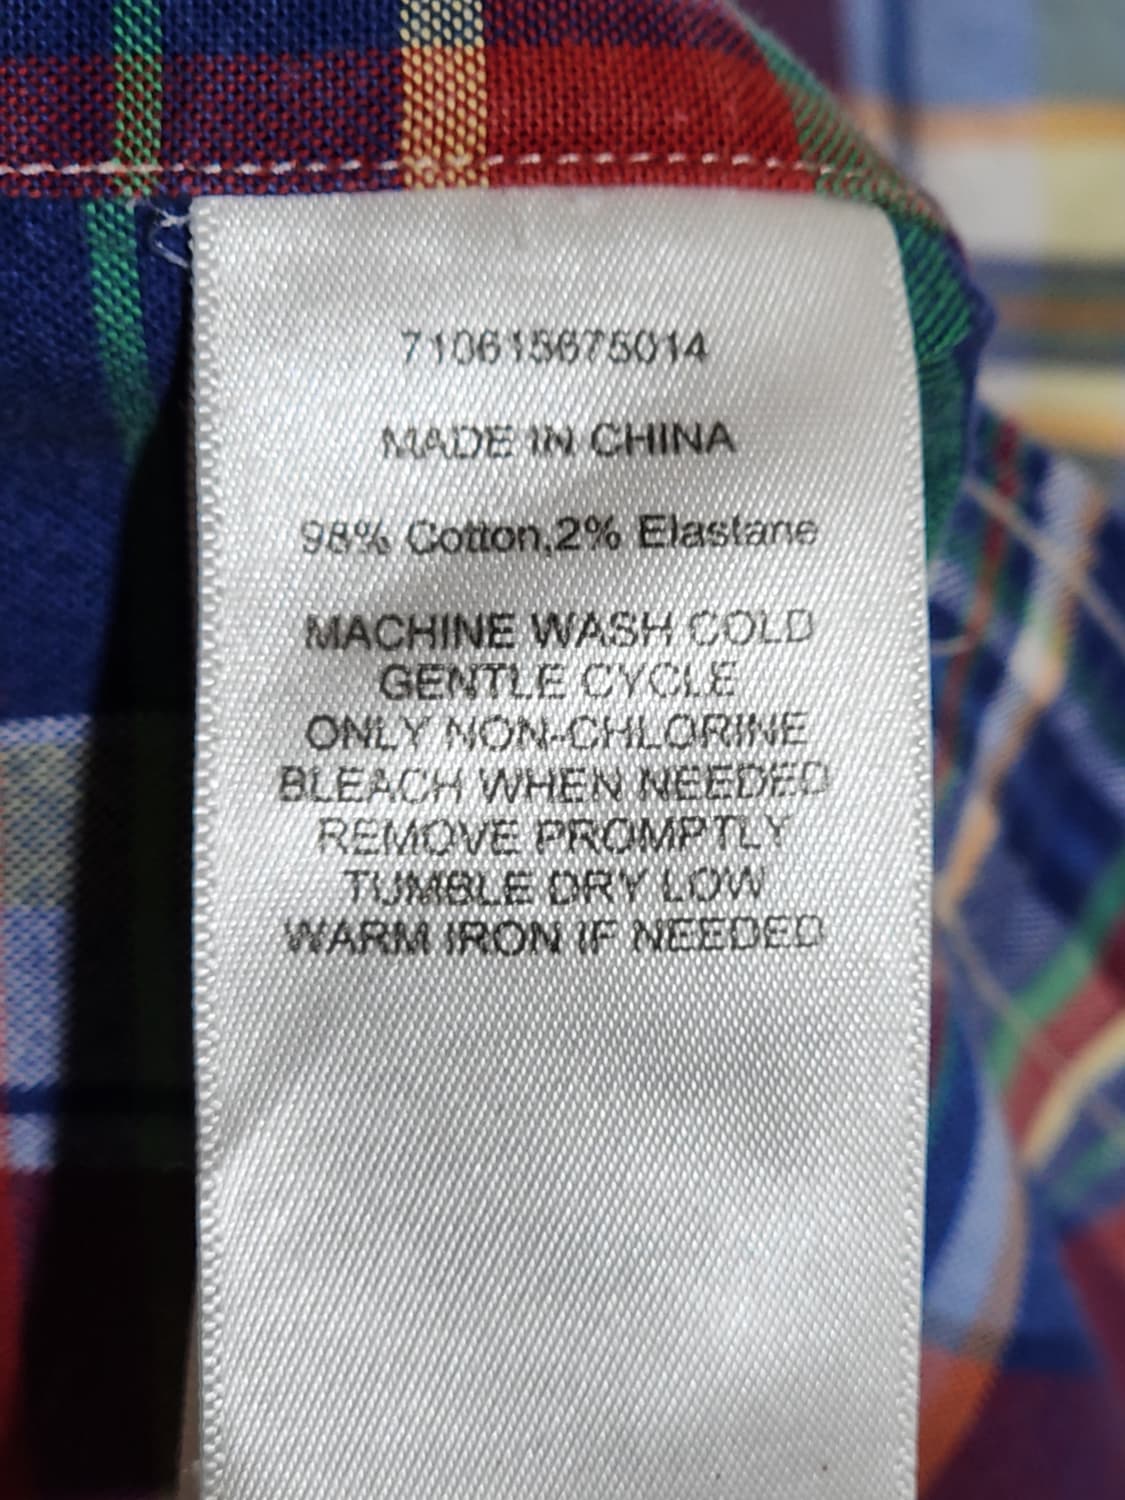 710615675014
MADE IN CHINA
98% Cotton,2% Elastane
MACHINE WASH COLD
GENTLE CYCLE
ONLY NON-CHLORINE
BLEACH WHEN NEEDED
REMOVE PROMPTLY
TUMBLE DRY LOW
WARM IRON IF NEEDED